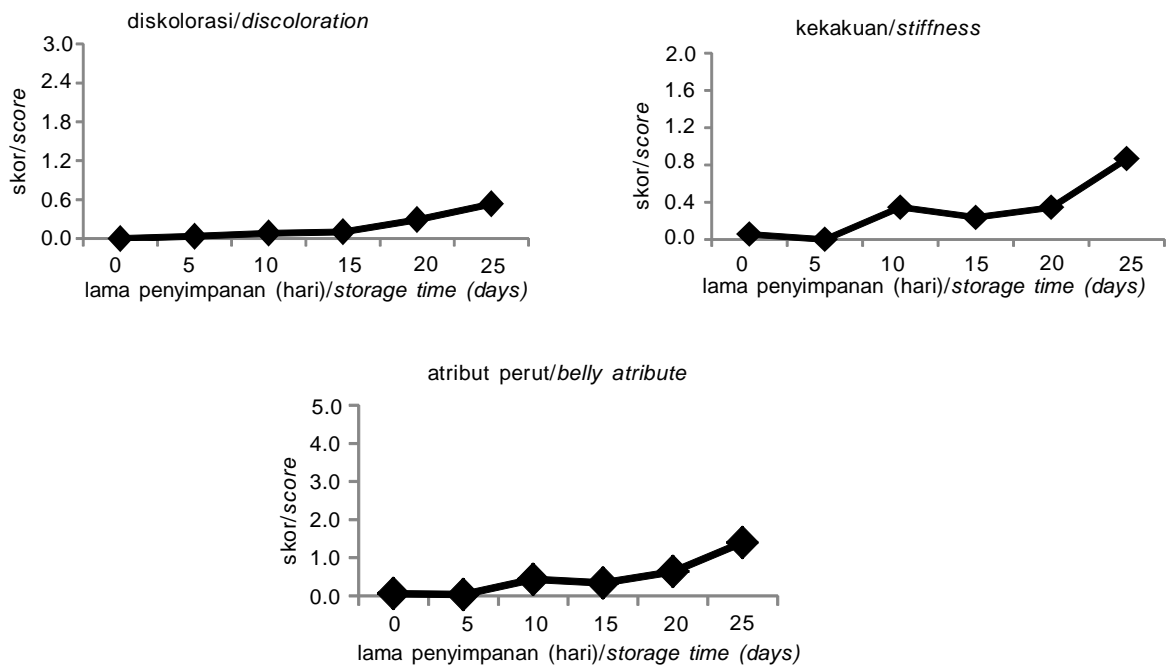 diskolorasi/discoloration
3.0
2.4
1.8
1.2
0.6
0.0
skor/score
0 5 10 15 20 25
lama penyimpanan (hari)/storage time (days)
kekakuan/stiffness
2.0
1.6
1.2
0.8
0.4
0.0
skor/score
0 5 10 15 20 25
lama penyimpanan (hari)/storage time (days)
atribut perut/belly atribute
5.0
4.0
3.0
2.0
1.0
0.0
skor/score
0 5 10 15 20 25
lama penyimpanan (hari)/storage time (days)